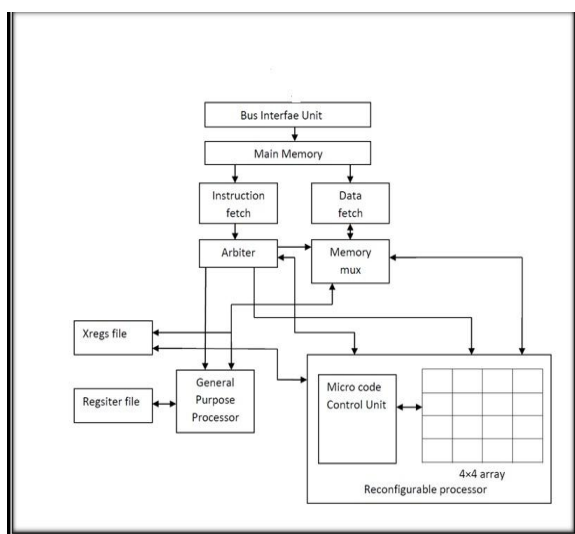 Bus Interfae Unit
Main Memory
Instruction
fetch
Data
fetch
Arbiter
Memory
mux
Xregs file
General
Purpose
Processor
Regsiter file
Micro code
Control Unit
4×4 array
Reconfigurable processor